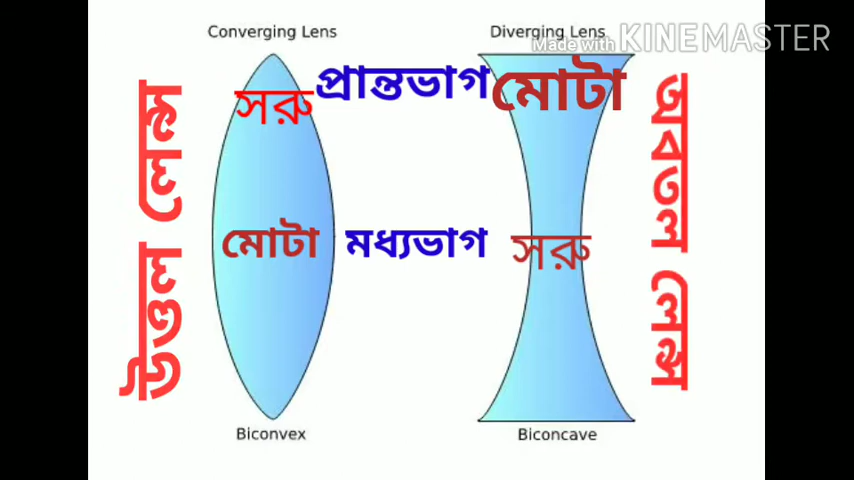 Converging Lens
Diverging Lens
Made with KINEMASTER
সরু
প্রান্তভাগ
মোটা
উত্তল লেন্স
অবতল লেন্স
মোটা
মধ্যভাগ
সরু
Biconvex
Biconcave